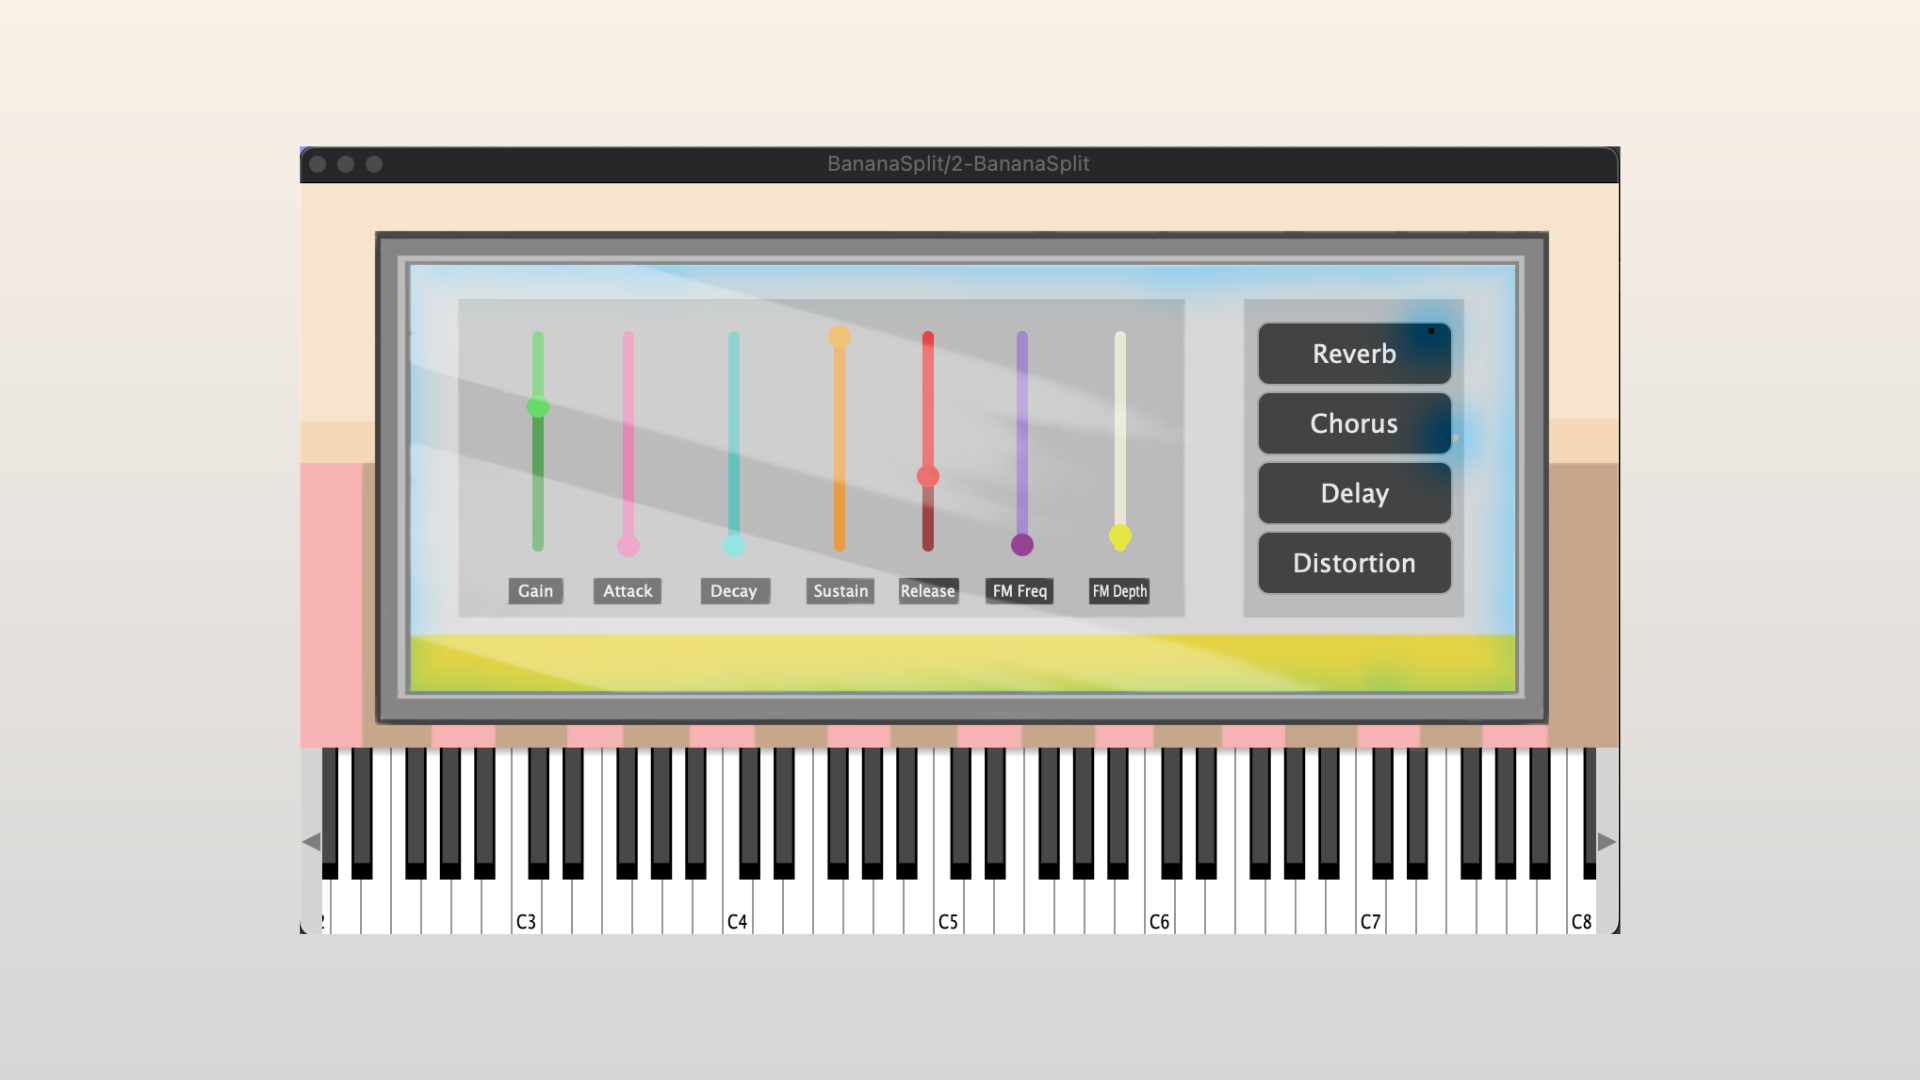 BananaSplit/2-BananaSplit
Reverb
Chorus
Delay
Distortion
Gain Attack Decay Sustain Release FM Freq FM Depth
C3 C4 C5 C6 C7 C8